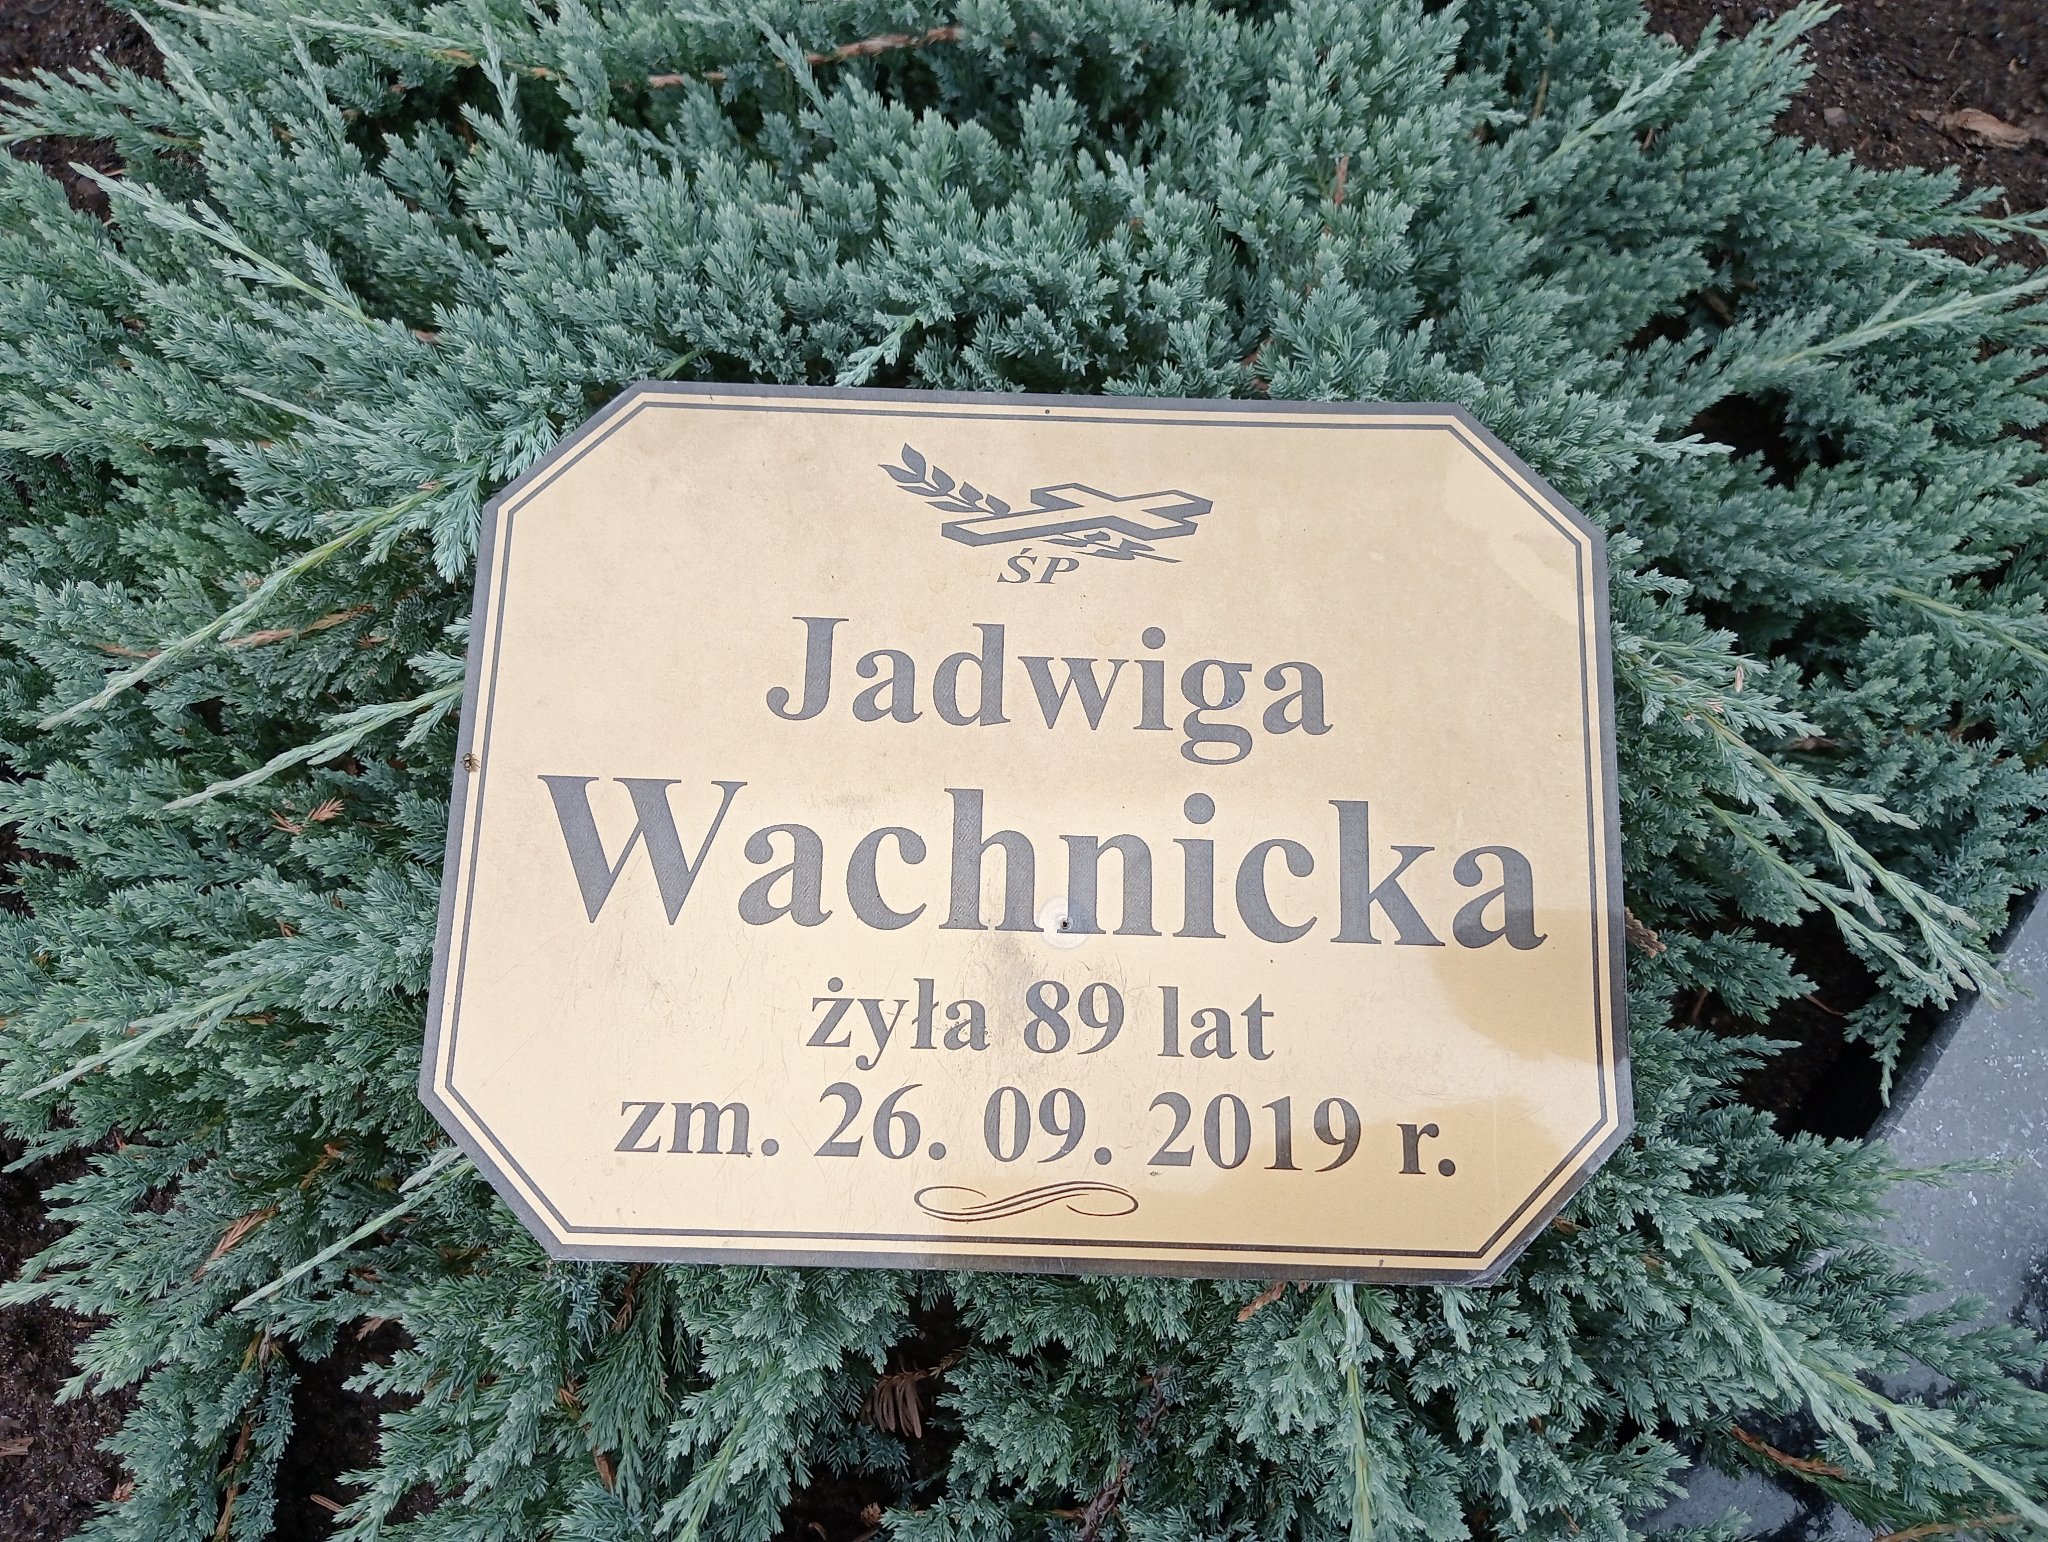 ŚP
Jadwiga
Wachnicka
żyła 89 lat
zm. 26. 09. 2019 r.